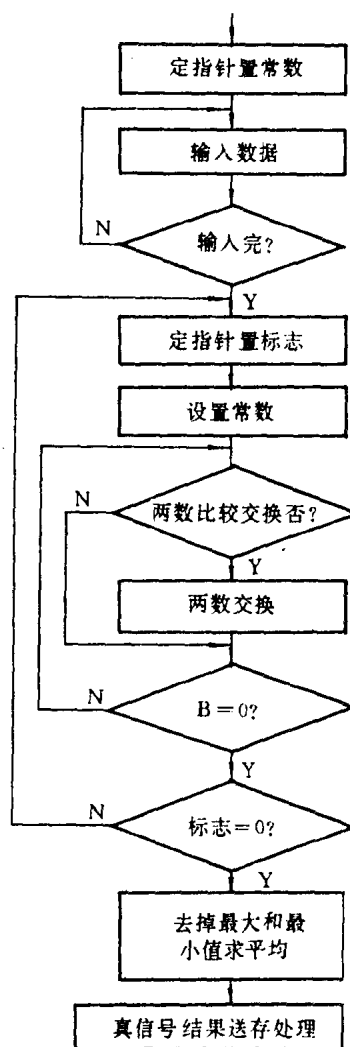 定指针置常数
输入数据
N
输入完?
Y
定指针置标志
设置常数
N
两数比较交换否?
Y
两数交换
N
B=0?
Y
N
标志=0?
Y
去掉最大和最
小值求平均
真信号结果送存处理